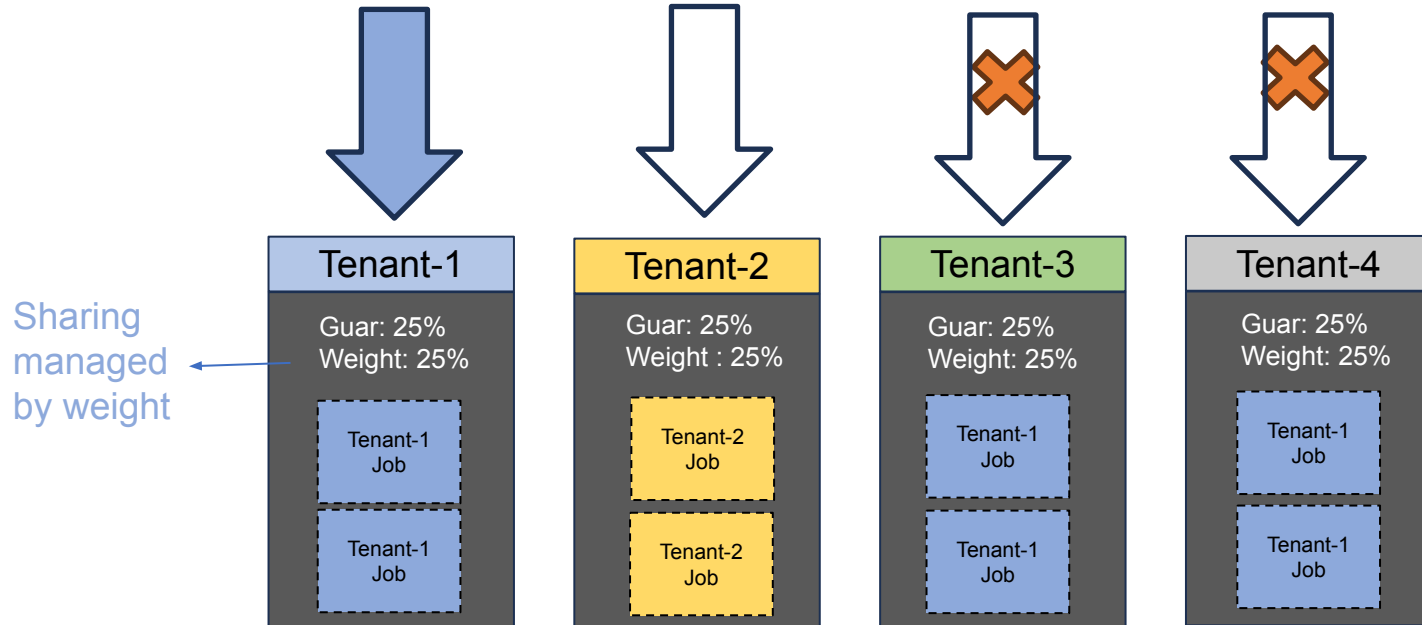 Tenant-1
Tenant-2
Tenant-3
Tenant-4
Sharing
managed
by weight
Guar: 25%
Weight: 25%
Guar: 25%
Weight : 25%
Guar: 25%
Weight: 25%
Guar: 25%
Weight: 25%
Tenant-1
Job
Tenant-2
Job
Tenant-1
Job
Tenant-1
Job
Tenant-1
Job
Tenant-2
Job
Tenant-1
Job
Tenant-1
Job